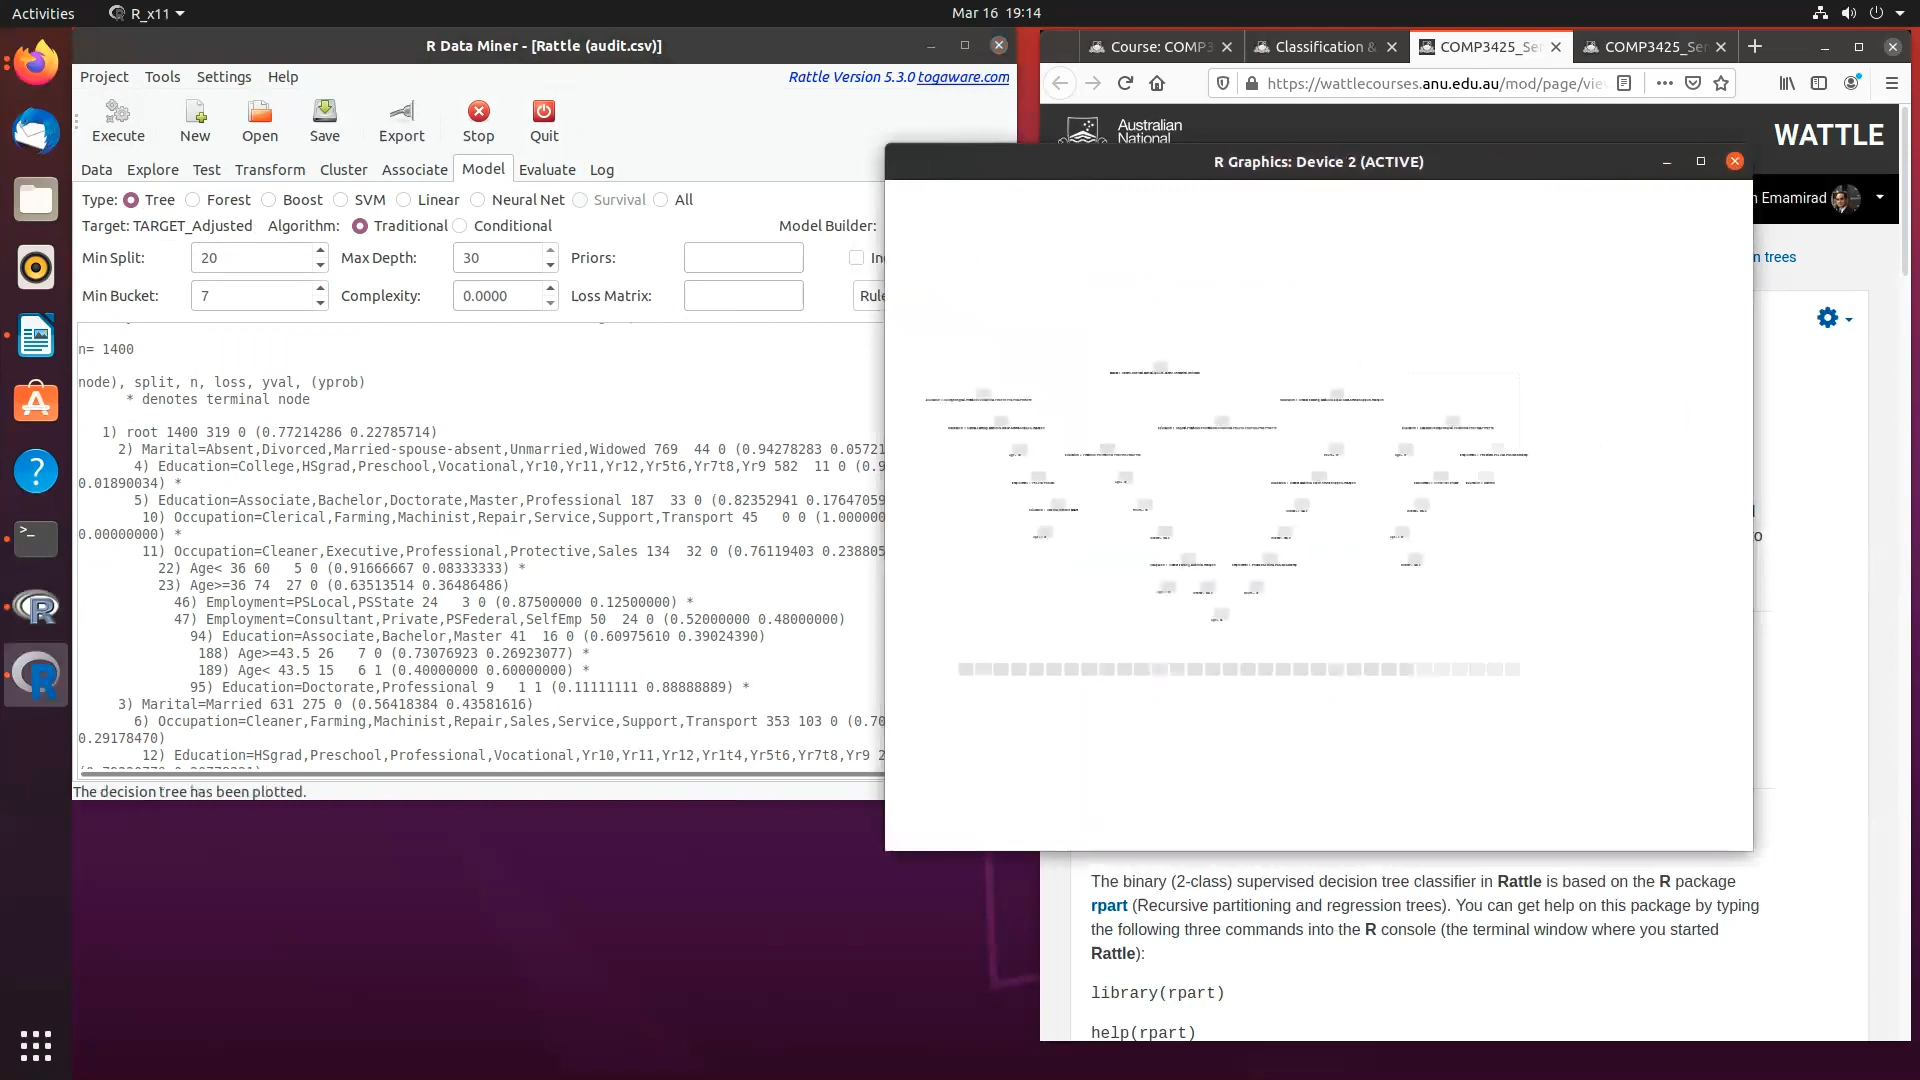 Activities
R_x11
Mar 16 19:14
R Data Miner - [Rattle (audit.csv)]
Project Tools Settings Help
Rattle Version 5.3.0 togaware.com
Execute New Open Save Export Stop Quit
Data Explore Test Transform Cluster Associate Model Evaluate Log
Type: Tree Forest Boost SVM Linear Neural Net Survival All
Target: TARGET_Adjusted Algorithm: Traditional Conditional Model Builder:
Min Split: 20 Max Depth: 30 Priors:
Min Bucket: 7 Complexity: 0.0000 Loss Matrix:
n= 1400
node), split, n, loss, yval, (yprob)
* denotes terminal node
1) root 1400 319 0 (0.77214286 0.22785714)
2) Marital=Absent,Divorced,Married-spouse-absent,Unmarried,Widowed 769 44 0 (0.94278283 0.05721
4) Education=College,HSgrad,Preschool,Vocational,Yr10,Yr11,Yr12,Yr5t6,Yr7t8,Yr9 582 11 0 (0.9
0.01890034) *
5) Education=Associate,Bachelor,Doctorate,Master,Professional 187 33 0 (0.82352941 0.17647059
10) Occupation=Clerical,Farming,Machinist,Repair,Service,Support,Transport 45 0 0 (1.000000
0.00000000) *
11) Occupation=Cleaner,Executive,Professional,Protective,Sales 134 32 0 (0.76119403 0.238805
22) Age< 36 60 5 0 (0.91666667 0.08333333) *
23) Age>=36 74 27 0 (0.63513514 0.36486486)
46) Employment=PSLocal,PSState 24 3 0 (0.87500000 0.12500000) *
47) Employment=Consultant,Private,PSFederal,SelfEmp 50 24 0 (0.52000000 0.48000000)
94) Education=Associate,Bachelor,Master 41 16 0 (0.60975610 0.39024390)
188) Age>=43.5 26 7 0 (0.73076923 0.26923077) *
189) Age< 43.5 15 6 1 (0.40000000 0.60000000) *
95) Education=Doctorate,Professional 9 1 1 (0.11111111 0.88888889) *
3) Marital=Married 631 275 0 (0.56418384 0.43581616)
6) Occupation=Cleaner,Farming,Machinist,Repair,Sales,Service,Support,Transport 353 103 0 (0.70
0.29178470)
12) Education=HSgrad,Preschool,Professional,Vocational,Yr10,Yr11,Yr12,Yr1t4,Yr5t6,Yr7t8,Yr9 2
The decision tree has been plotted.
Course: COMP3
Classification &
COMP3425_Se
COMP3425_Se
https://wattlecourses.anu.edu.au/mod/page/vie
Australian
National
WATTLE
R Graphics: Device 2 (ACTIVE)
Emamirad
n trees
The binary (2-class) supervised decision tree classifier in Rattle is based on the R package
rpart (Recursive partitioning and regression trees). You can get help on this package by typing
the following three commands into the R console (the terminal window where you started
Rattle):
library(rpart)
help(rpart)